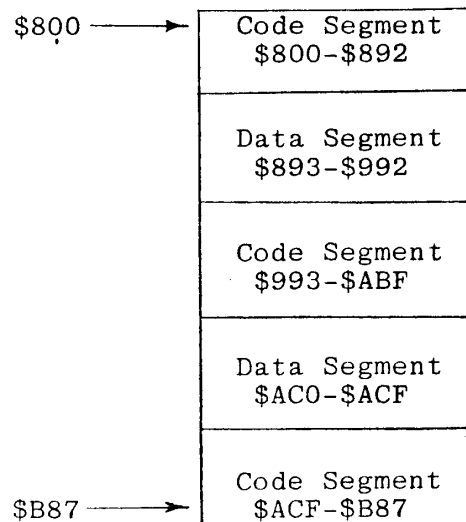 $800 Code Segment
$800-$892
Data Segment
$893-$992
Code Segment
$993-$ABF
Data Segment
$AC0-$ACF
Code Segment
$B87 $ACF-$B87